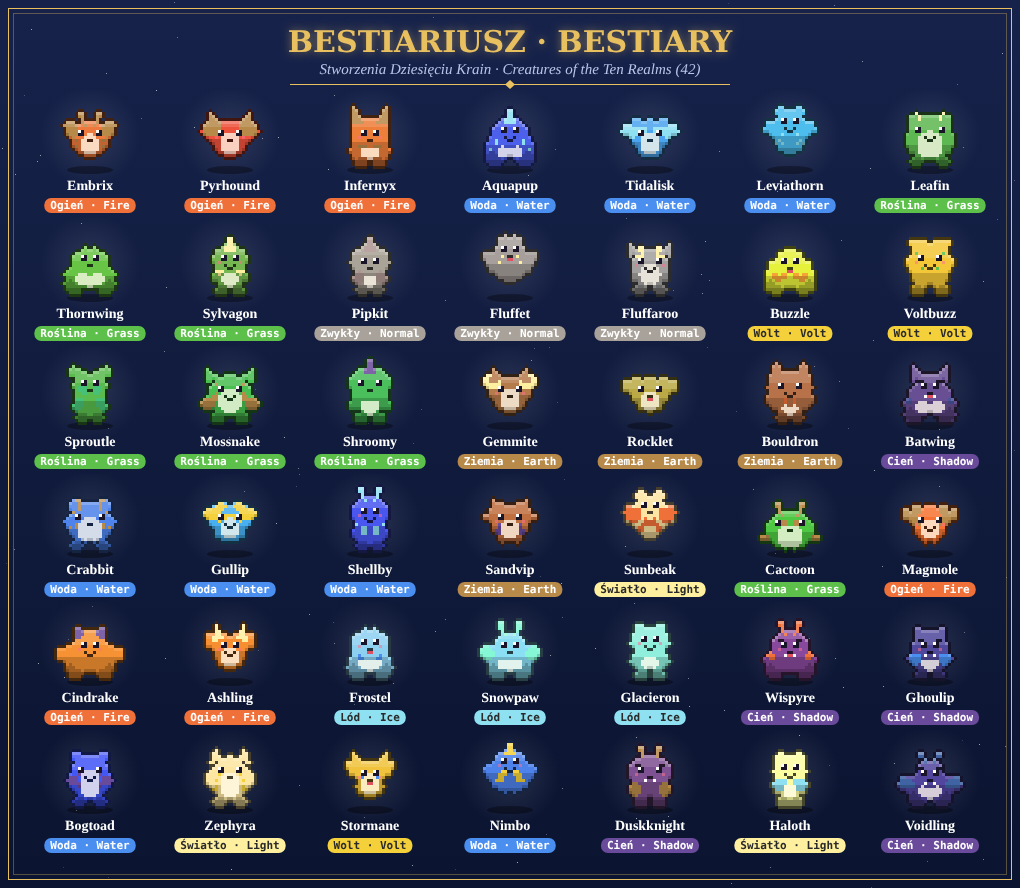 BESTIARIUSZ · BESTIARY
Stworzenia Dziesięciu Krain · Creatures of the Ten Realms (42)
Embrix Pyrhound Infernyx Aquapup Tidalisk Leviathorn Leafin
Ogień · Fire Ogień · Fire Ogień · Fire Woda · Water Woda · Water Woda · Water Roślina · Grass
Thornwing Sylvagon Pipkit Fluffet Fluffaroo Buzzle Voltbuzz
Roślina · Grass Roślina · Grass Zwykły · Normal Zwykły · Normal Zwykły · Normal Wolt · Volt Wolt · Volt
Sproutle Mossnake Shroomy Gemmite Rocklet Bouldron Batwing
Roślina · Grass Roślina · Grass Roślina · Grass Ziemia · Earth Ziemia · Earth Ziemia · Earth Cień · Shadow
Crabbit Gullip Shellby Sandvip Sunbeak Cactoon Magmole
Woda · Water Woda · Water Woda · Water Ziemia · Earth Światło · Light Roślina · Grass Ogień · Fire
Cindrake Ashling Frostel Snowpaw Glacieron Wispyre Ghoulip
Ogień · Fire Ogień · Fire Lód · Ice Lód · Ice Lód · Ice Cień · Shadow Cień · Shadow
Bogtoad Zephyra Stormane Nimbo Duskknight Haloth Voidling
Woda · Water Światło · Light Wolt · Volt Woda · Water Cień · Shadow Światło · Light Cień · Shadow